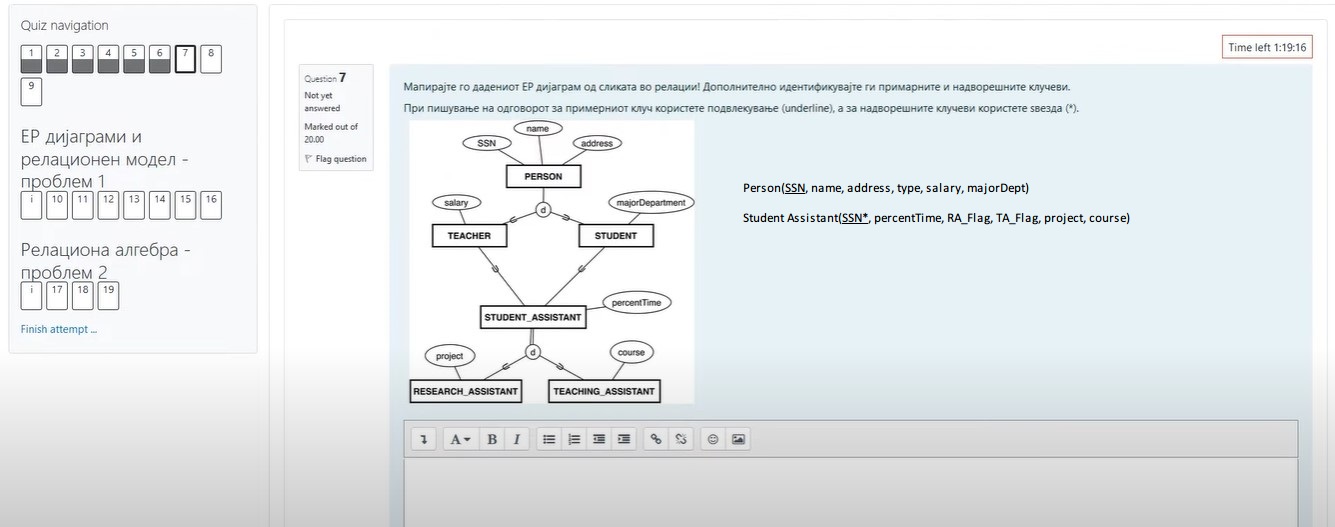 Quiz navigation
1 2 3 4 5 6 7 8
9
ЕР дијаграми и
релационен модел -
проблем 1
i 10 11 12 13 14 15 16
Релациона алгебра -
проблем 2
i 17 18 19
Finish attempt ...
Time left 1:19:16
Question 7
Not yet
answered
Marked out of
20.00
Flag question
Мапирајте го дадениот ЕР дијаграм од сликата во релации! Дополнително идентификувајте ги примарните и надворешните клучеви.
При пишување на одговорот за примерниот клуч користете подвлекување (underline), а за надворешните клучеви користете ѕвезда (*).
name
SSN
address
PERSON
d
salary
majorDepartment
TEACHER
STUDENT
percentTime
STUDENT_ASSISTANT
d
project
course
RESEARCH_ASSISTANT
TEACHING_ASSISTANT
Person(SSN, name, address, type, salary, majorDept)
Student Assistant(SSN*, percentTime, RA_Flag, TA_Flag, project, course)
A B I